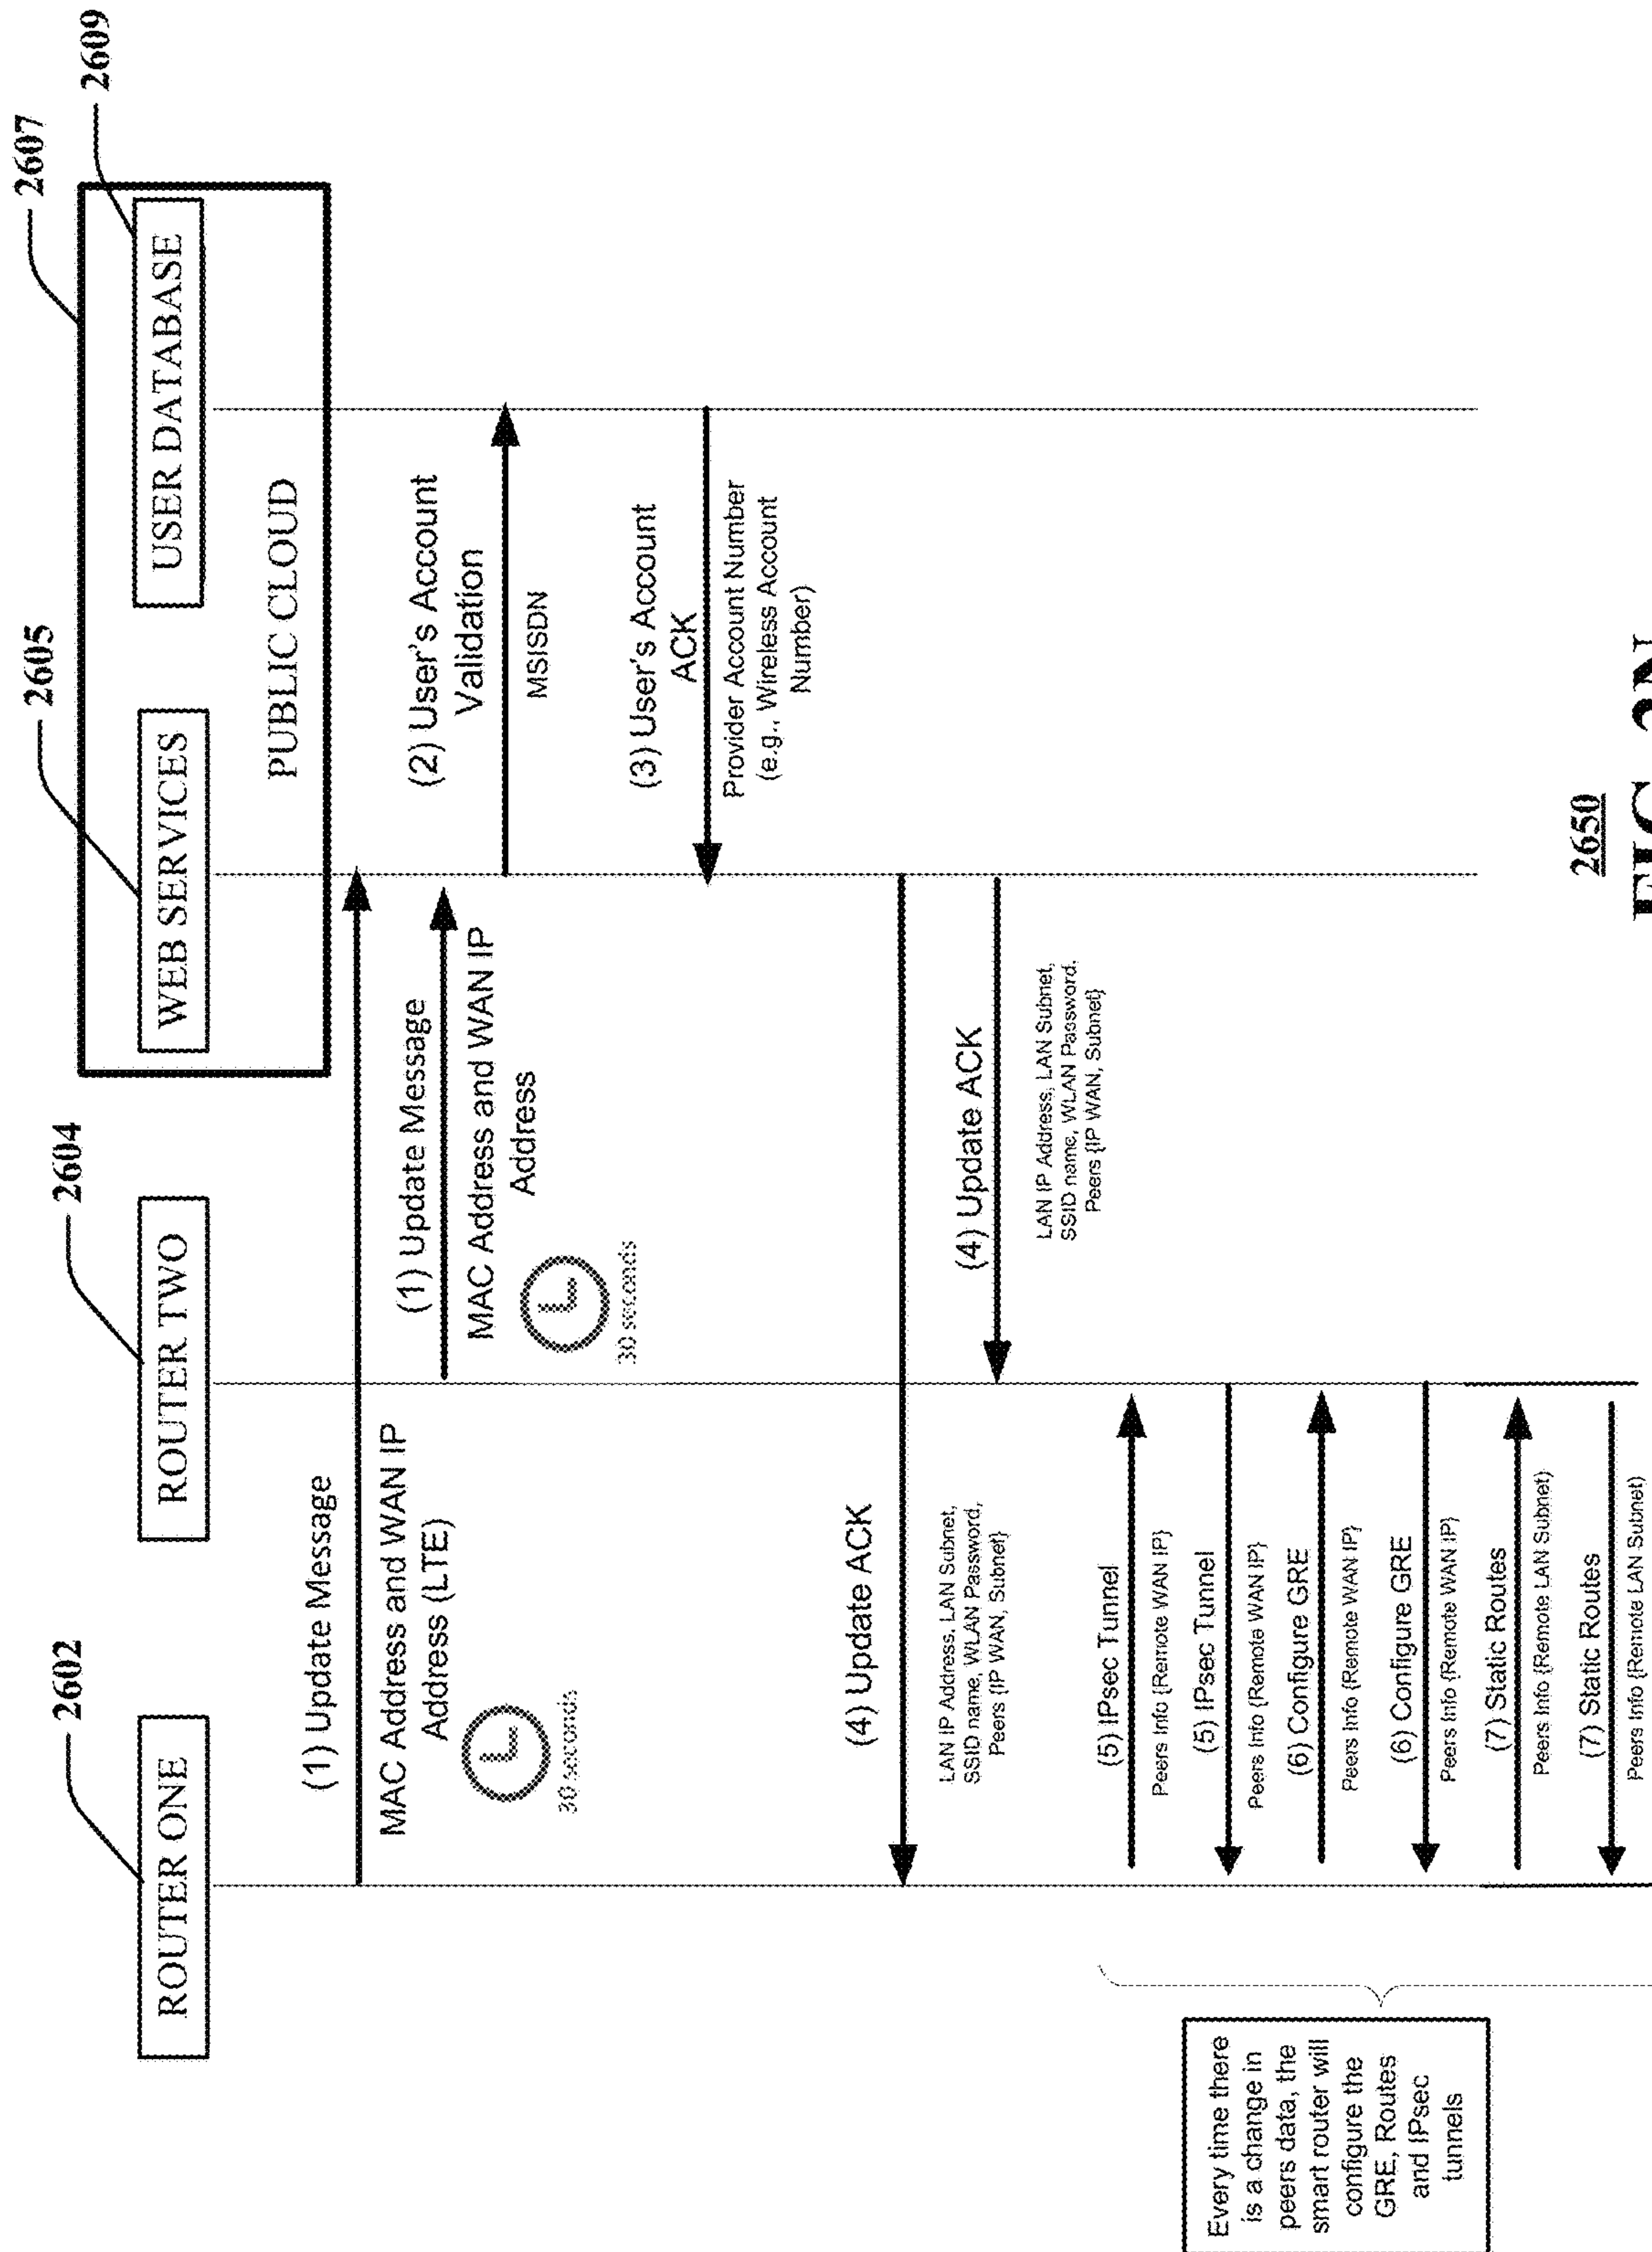 2602
2604
2605
2607
2609
ROUTER ONE
ROUTER TWO
WEB SERVICES
USER DATABASE
PUBLIC CLOUD
(1) Update Message
MAC Address and WAN IP
Address (LTE)
30 seconds
(1) Update Message
MAC Address and WAN IP
Address
30 seconds
(2) User's Account
Validation
MSISDN
(3) User's Account
ACK
Provider Account Number
(e.g., Wireless Account
Number)
(4) Update ACK
LAN IP Address, LAN Subnet,
SSID name, WLAN Password,
Peers {IP WAN, Subnet}
(4) Update ACK
LAN IP Address, LAN Subnet,
SSID name, WLAN Password,
Peers {IP WAN, Subnet}
(5) IPsec Tunnel
Peers Info {Remote WAN IP}
(5) IPsec Tunnel
Peers Info {Remote WAN IP}
(6) Configure GRE
Peers Info {Remote WAN IP}
(6) Configure GRE
Peers Info {Remote WAN IP}
(7) Static Routes
Peers Info {Remote LAN Subnet}
(7) Static Routes
Peers Info {Remote LAN Subnet}
Every time there
is a change in
peers data, the
smart router will
configure the
GRE, Routes
and IPsec
tunnels
2650